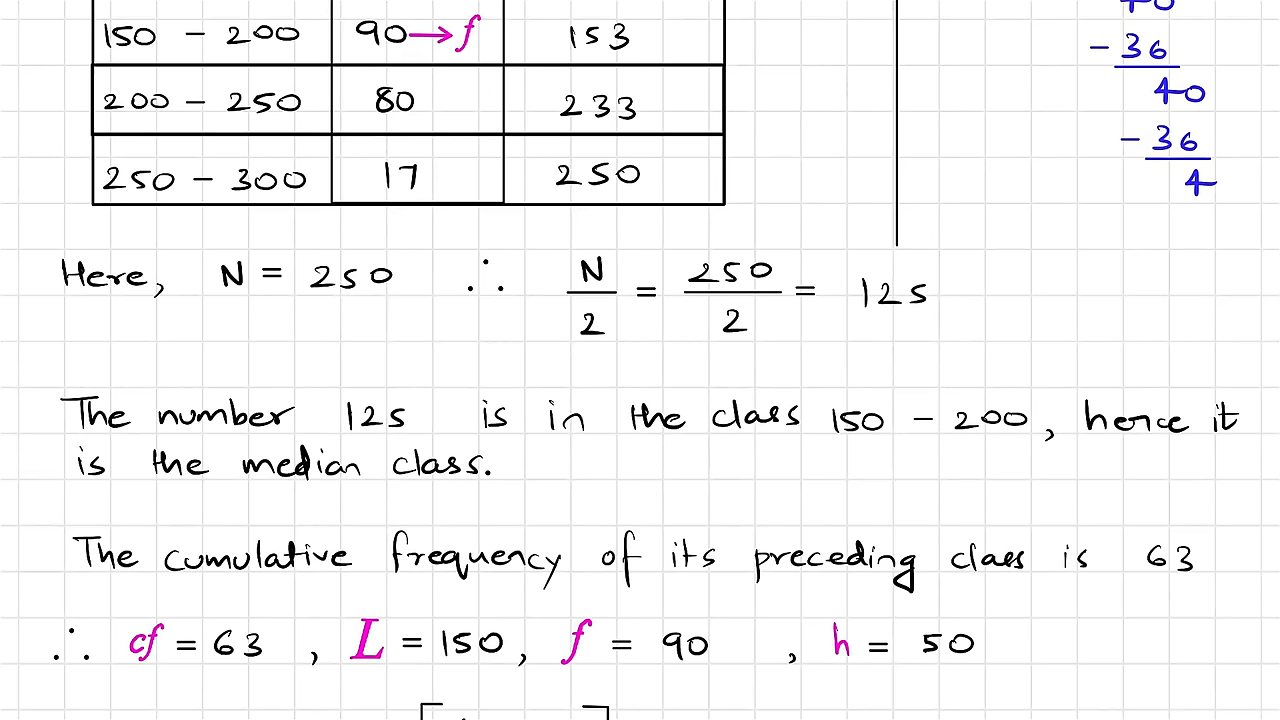 150 - 200 90 → f 153
200 - 250 80 233
250 - 300 17 250
- 36
40
- 36
4
Here, N = 250 ∴ N/2 = 250/2 = 125
The number 125 is in the class 150 - 200, hence it
is the median class.
The cumulative frequency of its preceding class is 63
∴ cf = 63 , L = 150, f = 90 , h = 50